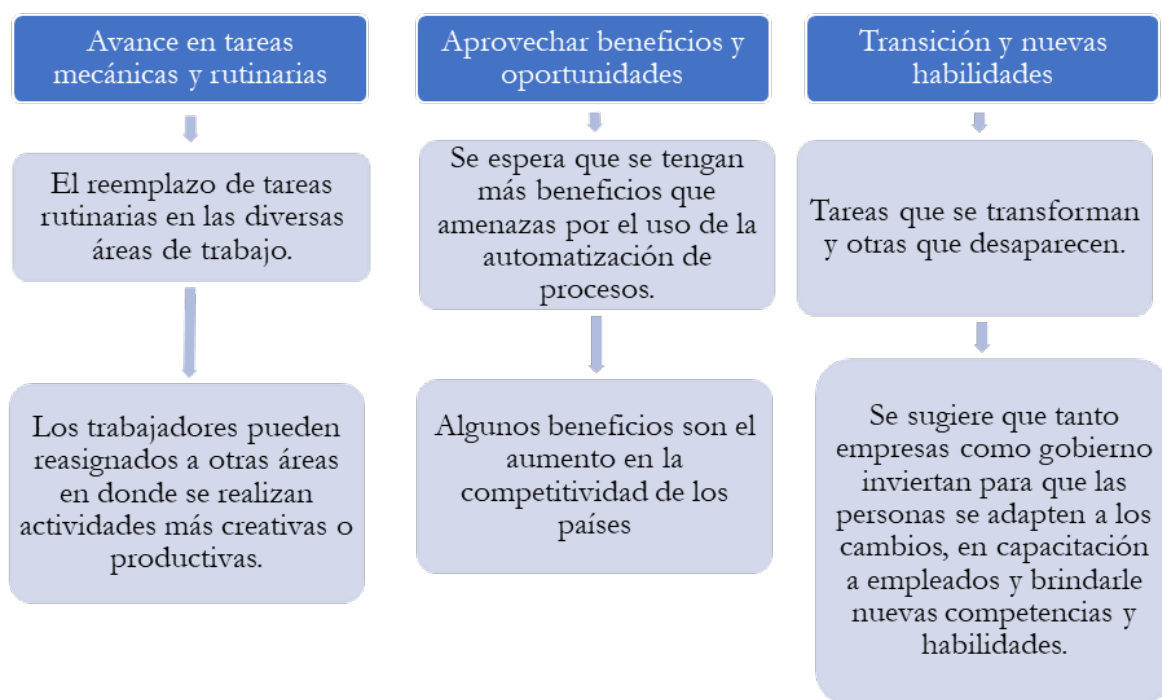 Avance en tareas
mecánicas y rutinarias
El reemplazo de tareas
rutinarias en las diversas
áreas de trabajo.
Los trabajadores pueden
reasignados a otras áreas
en donde se realizan
actividades más creativas o
productivas.
Aprovechar beneficios y
oportunidades
Se espera que se tengan
más beneficios que
amenazas por el uso de la
automatización de
procesos.
Algunos beneficios son el
aumento en la
competitividad de los
países
Transición y nuevas
habilidades
Tareas que se transforman
y otras que desaparecen.
Se sugiere que tanto
empresas como gobierno
inviertan para que las
personas se adapten a los
cambios, en capacitación
a empleados y brindarle
nuevas competencias y
habilidades.